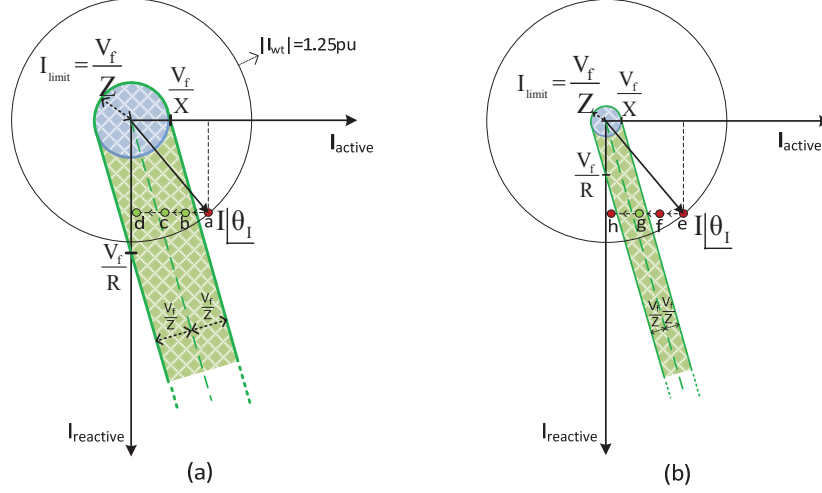 |I_wt|=1.25pu
I_limit = V_f / Z
V_f / X
I_active
d c b a
I|θ_I
V_f / R
V_f / Z
V_f / Z
I_reactive
(a)
I_limit = V_f / Z
V_f / X
I_active
V_f / R
h g f e
I|θ_I
V_f / Z
V_f / Z
I_reactive
(b)